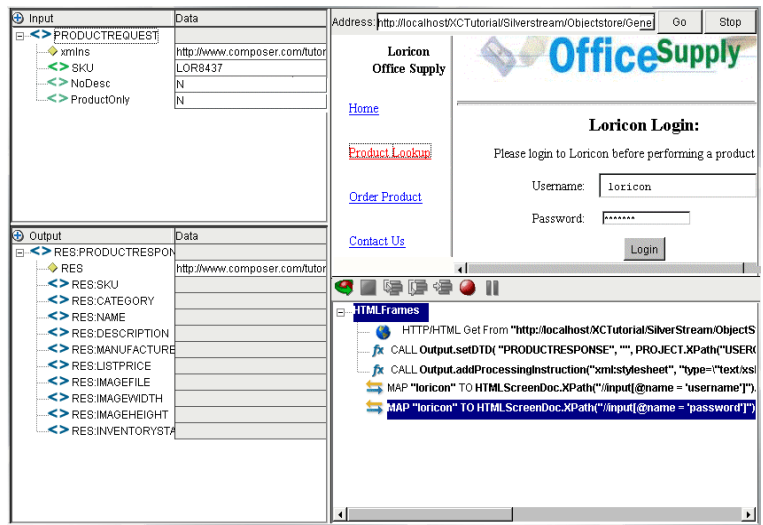 Input Data
PRODUCTREQUEST
xmlns http://www.composer.com/tutor
SKU LOR8437
NoDesc N
ProductOnly N
Output Data
RES:PRODUCTRESPON
RES http://www.composer.com/tutor
RES:SKU
RES:CATEGORY
RES:NAME
RES:DESCRIPTION
RES:MANUFACTURE
RES:LISTPRICE
RES:IMAGEFILE
RES:IMAGEWIDTH
RES:IMAGEHEIGHT
RES:INVENTORYSTA
Address: http://localhost/XCTutorial/Silverstream/Objectstore/Gene Go Stop
Loricon
Office Supply
Home
Product Lookup
Order Product
Contact Us
OfficeSupply
Loricon Login:
Please login to Loricon before performing a product
Username: loricon
Password: *******
Login
HTMLFrames
HTTP/HTML Get From "http://localhost/XCTutorial/SilverStream/ObjectS
fx CALL Output.setDTD( "PRODUCTRESPONSE", "", PROJECT.XPath("USER
fx CALL Output.addProcessingInstruction("xml:stylesheet", "type=\"text/xsl
MAP "loricon" TO HTMLScreenDoc.XPath("//input[@name = 'username']").
MAP "loricon" TO HTMLScreenDoc.XPath("//input[@name = 'password']")